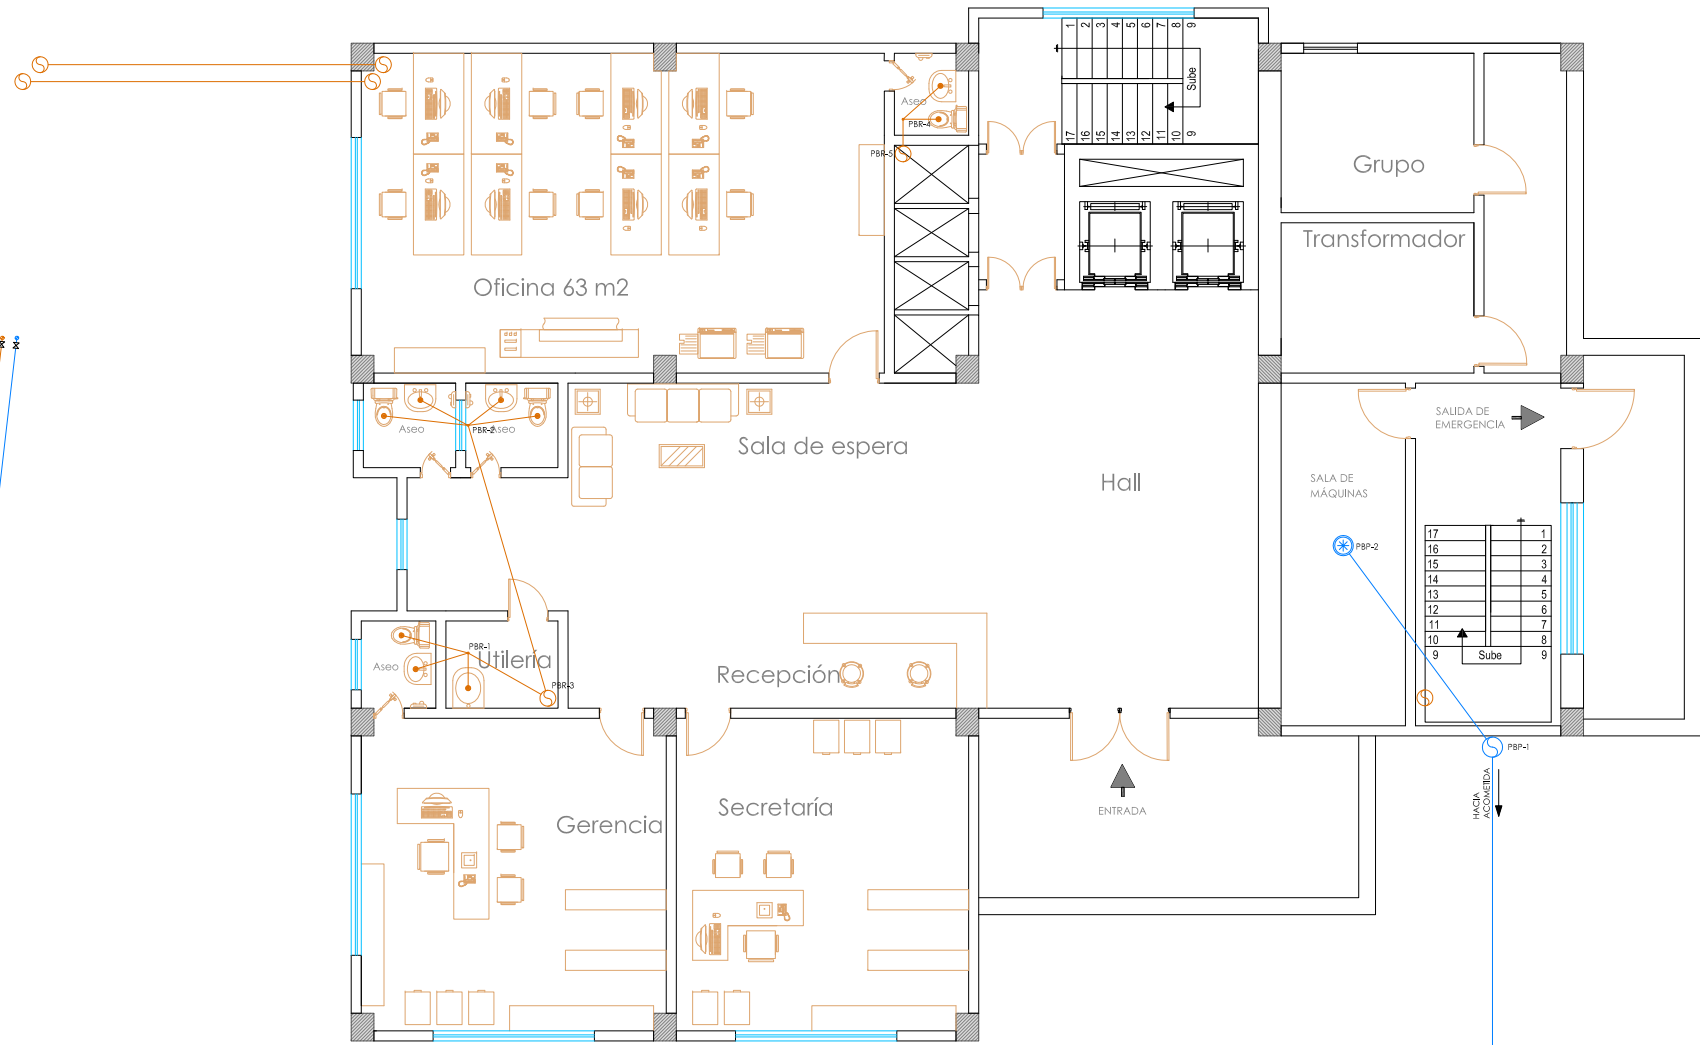 1 2 3 4 5 6 7 8 9
Sube
17 16 15 14 13 12 11 10 9
Aseo
PBR-4
PBR-5
Grupo
Transformador
Oficina 63 m2
Aseo
PBR-2
Aseo
Sala de espera
Hall
SALIDA DE
EMERGENCIA
SALA DE
MÁQUINAS
PBP-2
17 1
16 2
15 3
14 4
13 5
12 6
11 7
10 8
9 Sube 9
PBR-1
Aseo
Utilería
PBR-3
Recepción
PBP-1
HACIA
ACOMETIDA
ENTRADA
Gerencia
Secretaría